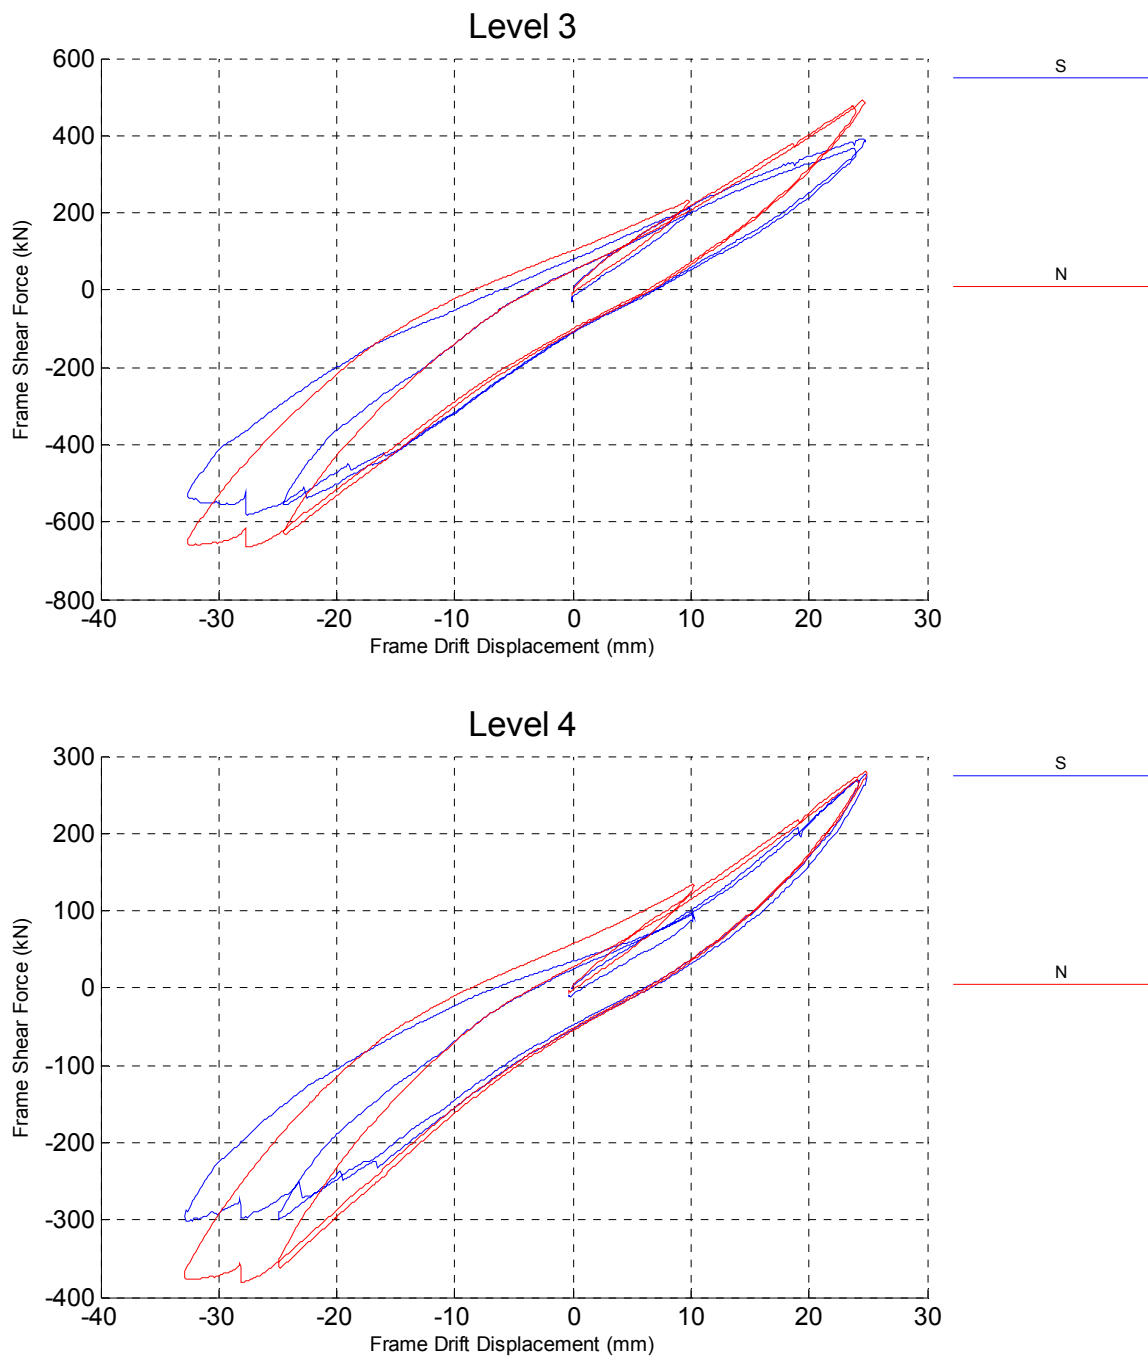 Level 3
600
400
200
0
-200
-400
-600
-800
Frame Shear Force (kN)
-40 -30 -20 -10 0 10 20 30
Frame Drift Displacement (mm)
S
N
Level 4
300
200
100
0
-100
-200
-300
-400
Frame Shear Force (kN)
-40 -30 -20 -10 0 10 20 30
Frame Drift Displacement (mm)
S
N